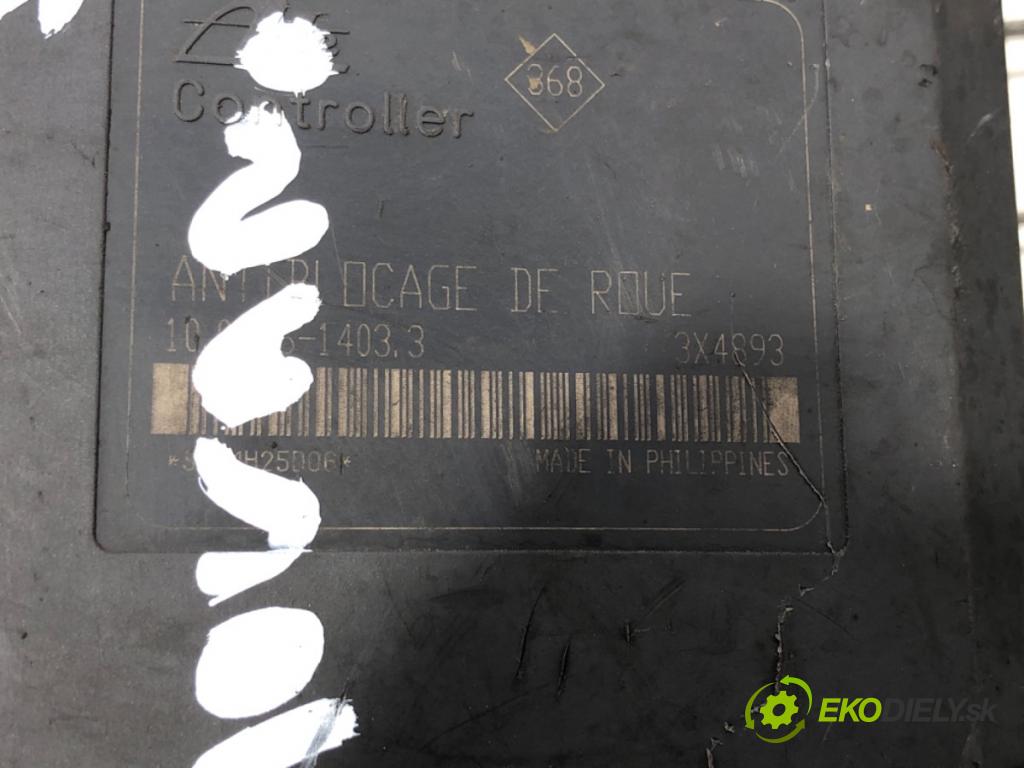 Controller
368
ANTIBLOCAGE DE ROUE
-1403.3 3X4893
MADE IN PHILIPPINES
EKODIELY.sk